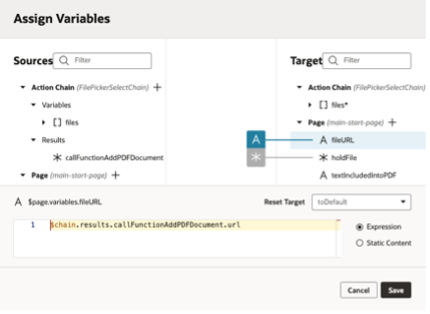 Assign Variables
Sources Filter
Action Chain (FilePickerSelectChain) +
Variables
[] files
Results
callFunctionAddPDFDocument
Page (main-start-page) +
Target Filter
Action Chain (FilePickerSelectChain)
[] files*
Page (main-start-page) +
A A fileURL
holdFile
A textIncludedIntoPDF
A $page.variables.fileURL
Reset Target toDefault
1 $chain.results.callFunctionAddPDFDocument.url
Expression
Static Content
Cancel Save